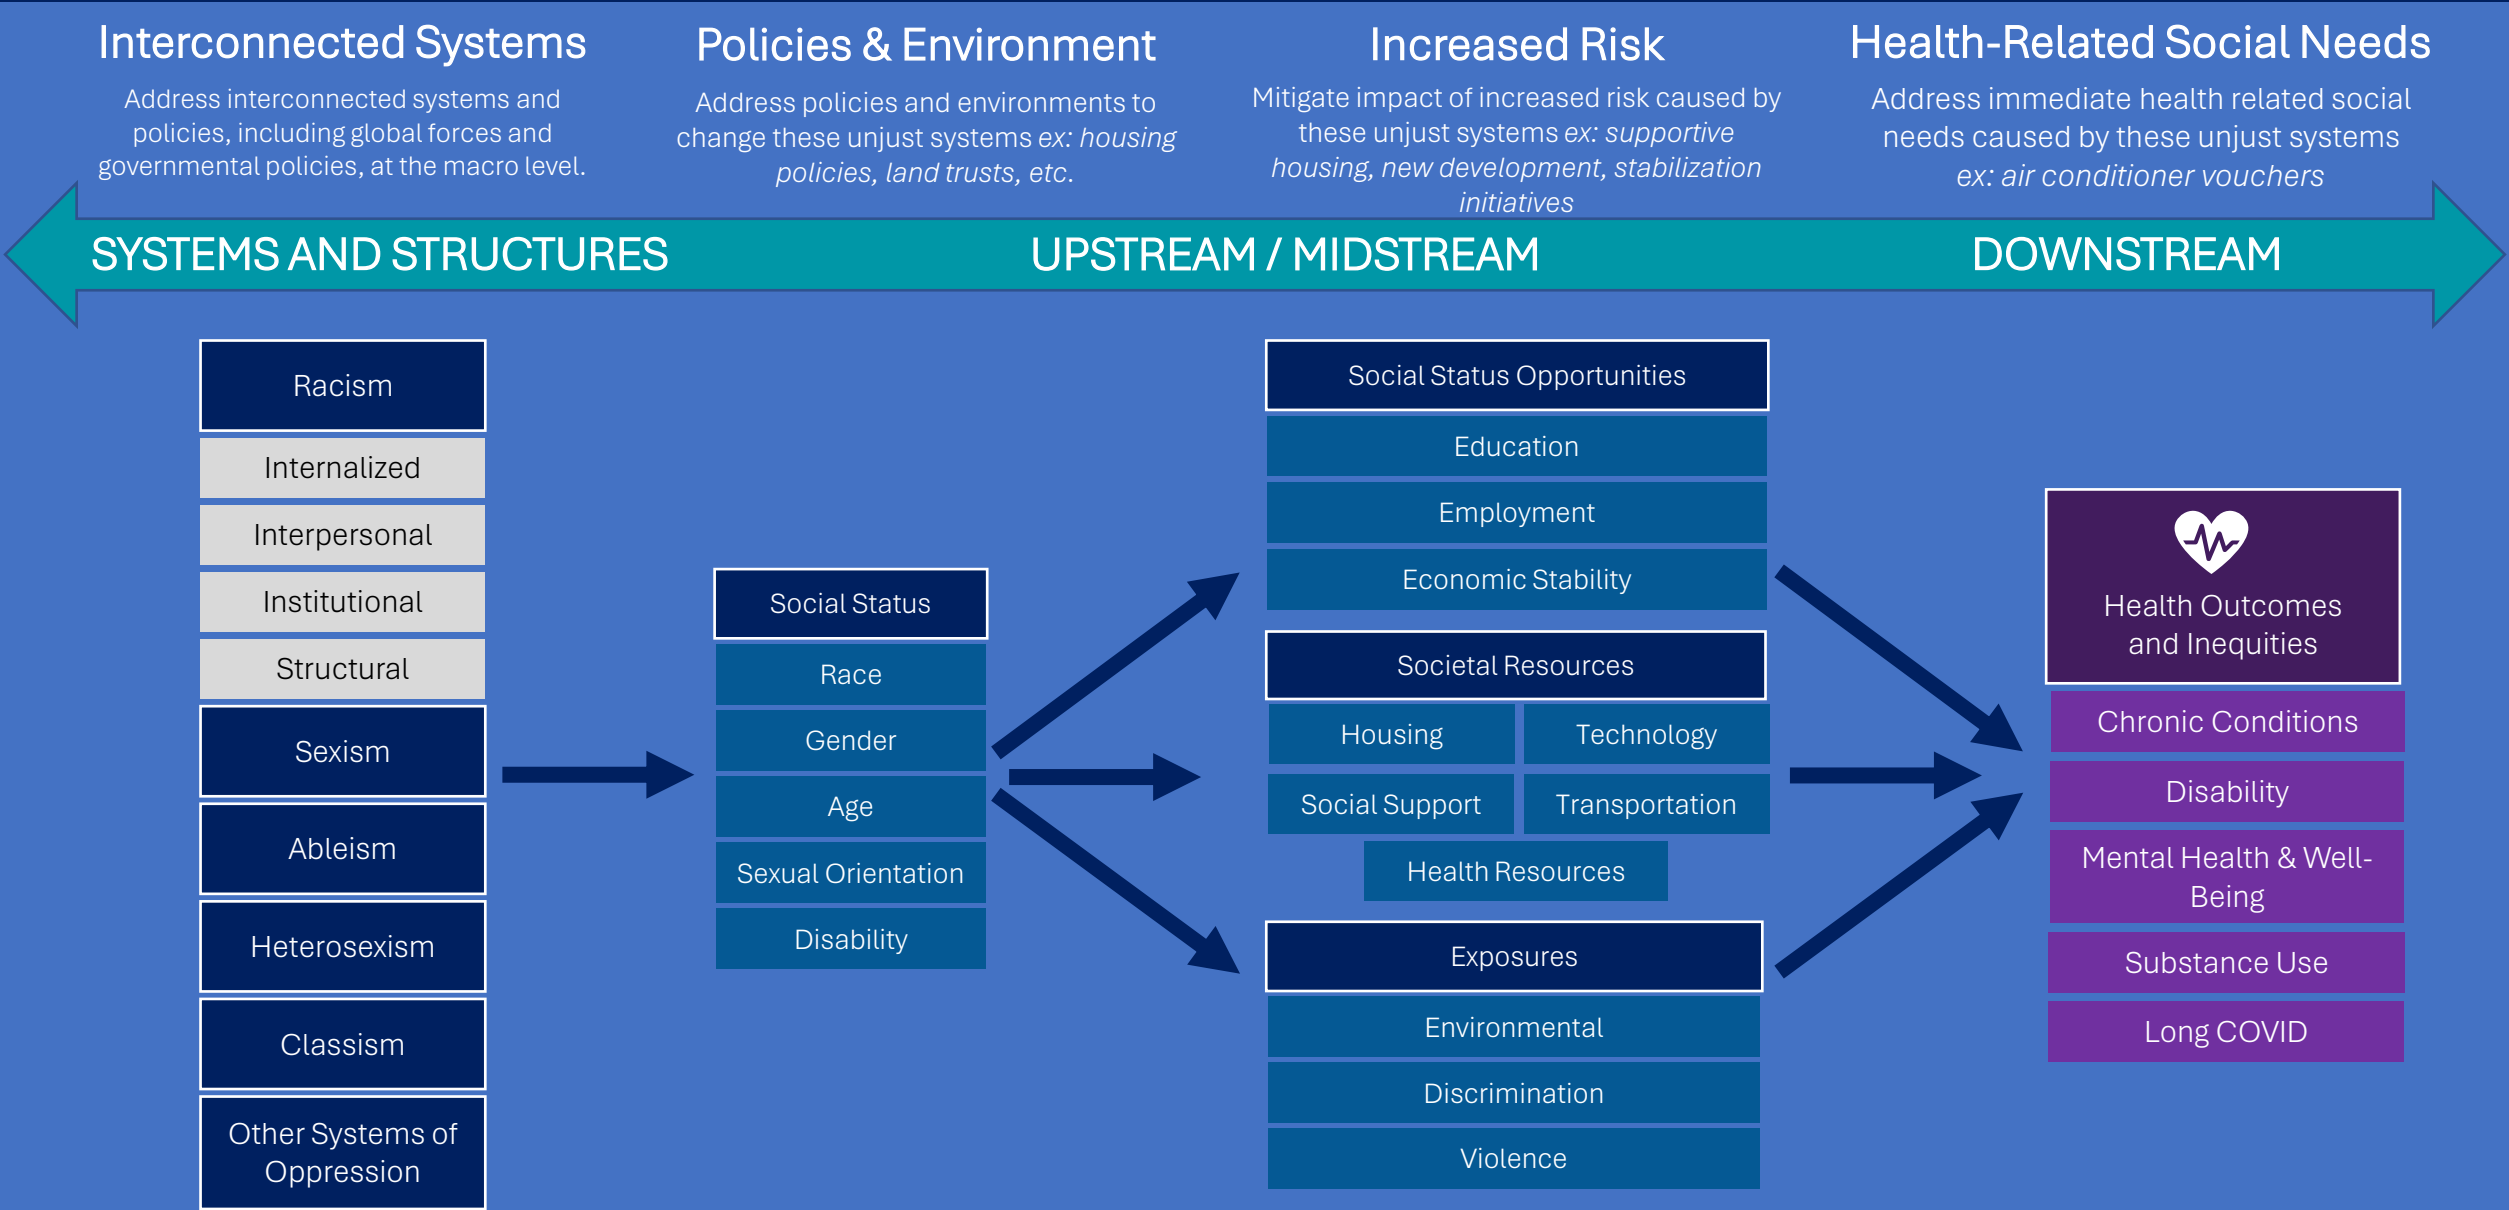 Interconnected Systems
Address interconnected systems and
policies, including global forces and
governmental policies, at the macro level.
Policies & Environment
Address policies and environments to
change these unjust systems ex: housing
policies, land trusts, etc.
Increased Risk
Mitigate impact of increased risk caused by
these unjust systems ex: supportive
housing, new development, stabilization
initiatives
Health-Related Social Needs
Address immediate health related social
needs caused by these unjust systems
ex: air conditioner vouchers
SYSTEMS AND STRUCTURES
UPSTREAM / MIDSTREAM
DOWNSTREAM
Racism
Internalized
Interpersonal
Institutional
Structural
Sexism
Ableism
Heterosexism
Classism
Other Systems of
Oppression
Social Status
Race
Gender
Age
Sexual Orientation
Disability
Social Status Opportunities
Education
Employment
Economic Stability
Societal Resources
Housing
Technology
Social Support
Transportation
Health Resources
Exposures
Environmental
Discrimination
Violence
Health Outcomes
and Inequities
Chronic Conditions
Disability
Mental Health & Well-
Being
Substance Use
Long COVID